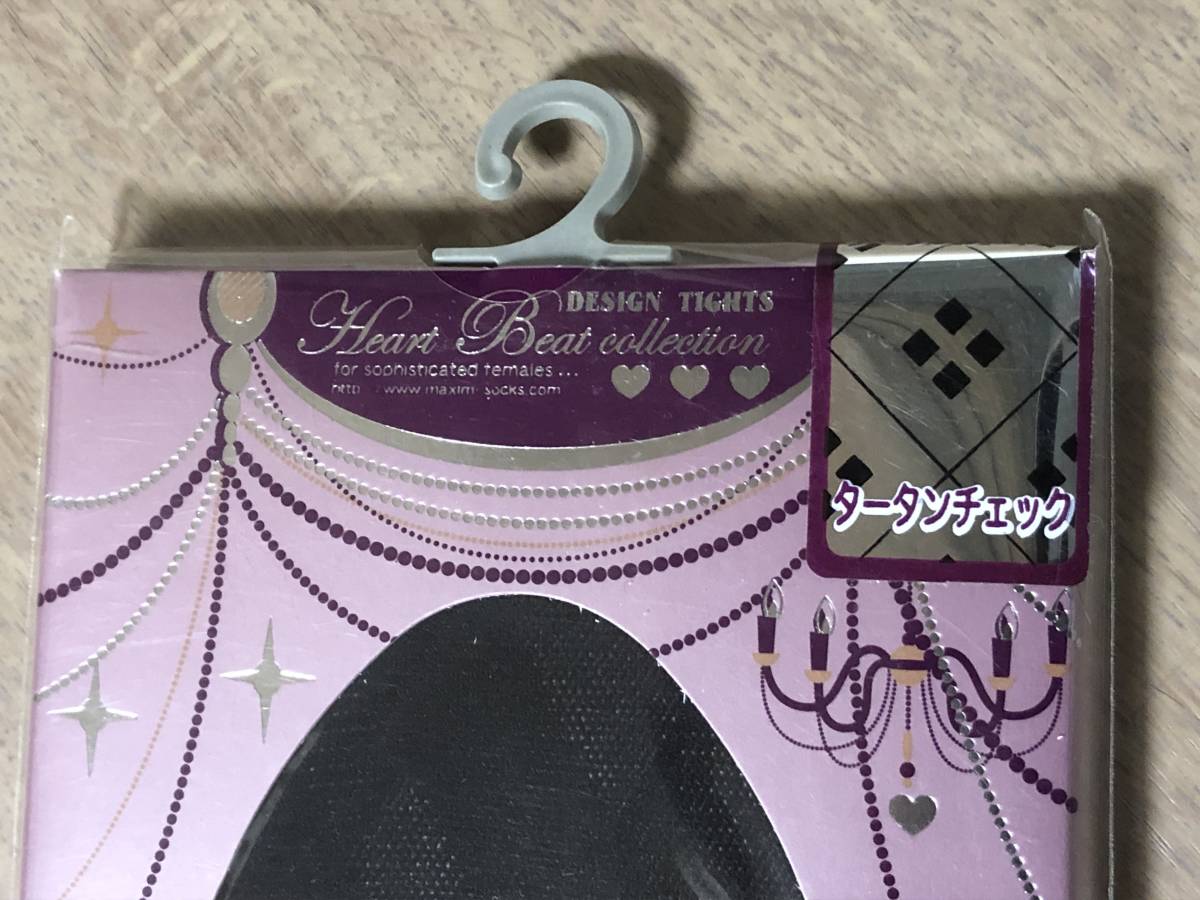 DESIGN TIGHTS
Heart Beat collection
for sophisticated females...
http://www.maxim-socks.com
タータンチェック